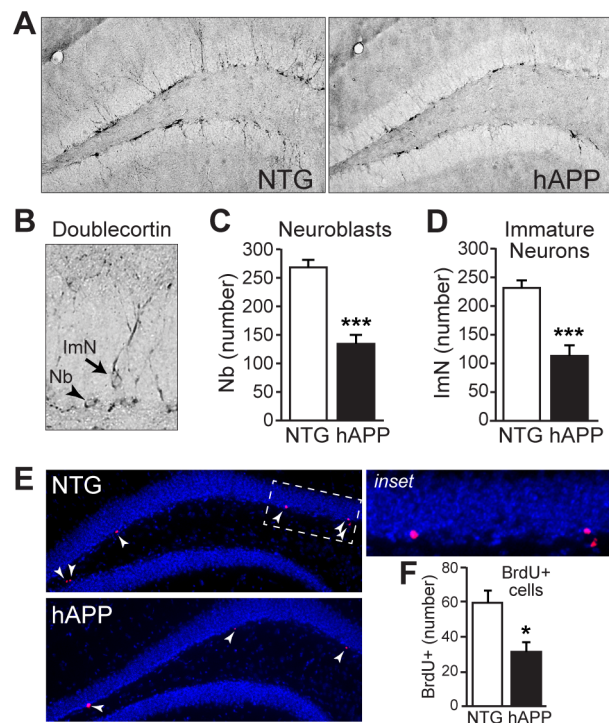 A
NTG
hAPP
B
Doublecortin
ImN
Nb
C
Neuroblasts
Nb (number)
300
250
200
150
100
50
0
***
NTG hAPP
D
Immature
Neurons
ImN (number)
300
250
200
150
100
50
0
***
NTG hAPP
E
NTG
inset
hAPP
F
BrdU+
cells
BrdU+ (number)
80
60
40
20
0
*
NTG hAPP